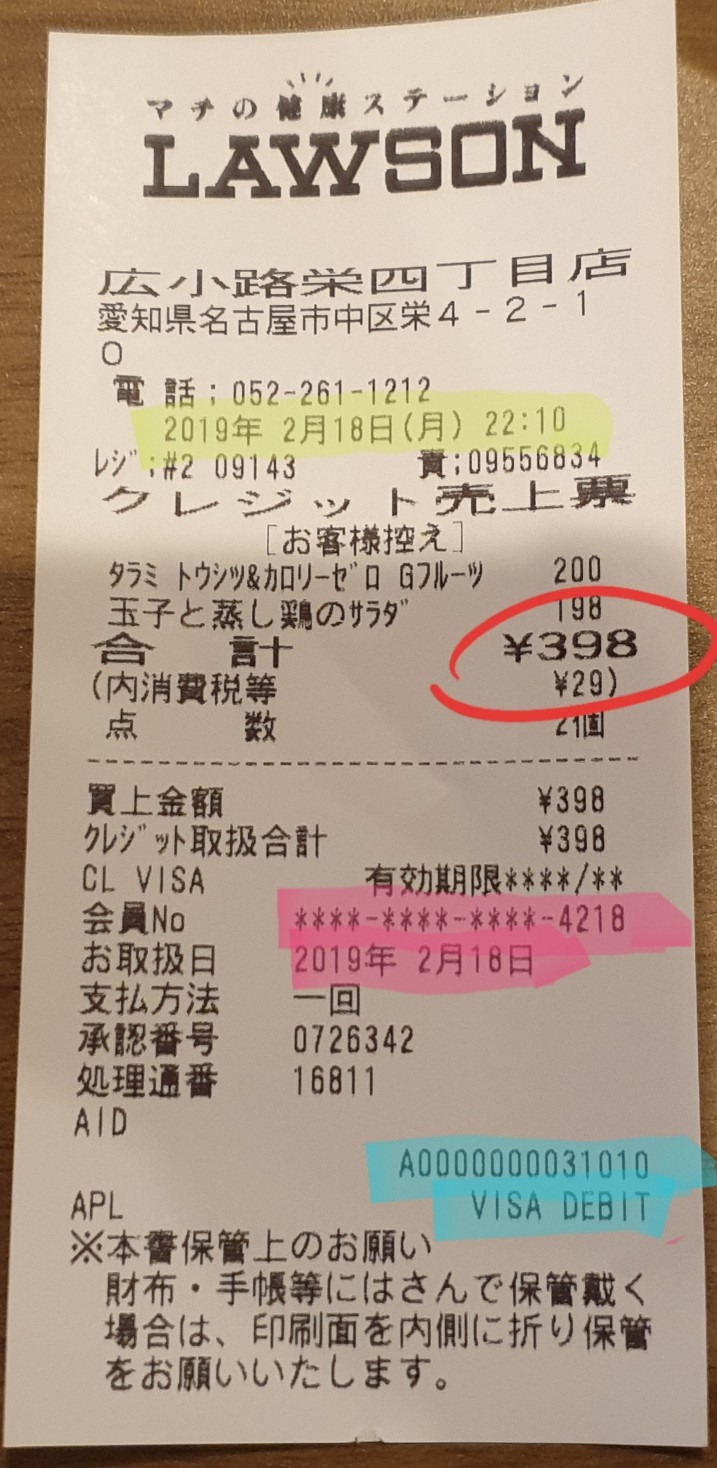 マチの健康ステーション
LAWSON
広小路栄四丁目店
愛知県名古屋市中区栄4-2-1
0
電話:052-261-1212
2019年 2月18日(月) 22:10
レジ:#2 09143 責:09556834
クレジット売上票
[お客様控え]
タラミ トウシツ&カロリーゼロ Gフルーツ 200
玉子と蒸し鶏のサラダ 198
合計 ¥398
(内消費税等 ¥29)
点数 21個
買上金額 ¥398
クレジット取扱合計 ¥398
CL VISA 有効期限****/**
会員No ****-****-****-4218
お取扱日 2019年 2月18日
支払方法 一回
承認番号 0726342
処理通番 16811
AID
A0000000031010
APL VISA DEBIT
※本書保管上のお願い
財布・手帳等にはさんで保管戴く
場合は、印刷面を内側に折り保管
をお願いいたします。